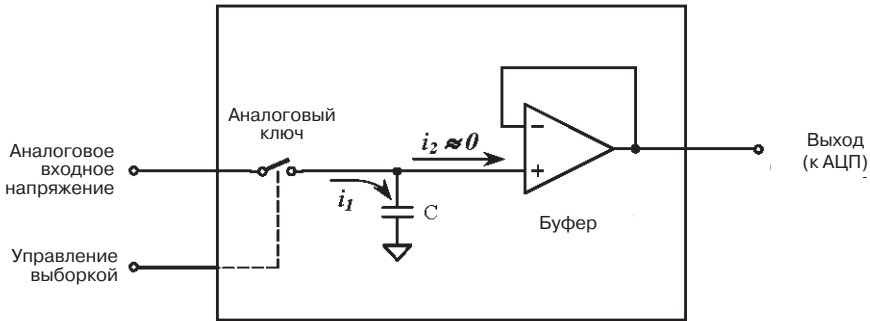 Аналоговый
ключ
i₂ ≈ 0
Аналоговое
входное
напряжение
i₁
C
−
+
Буфер
Выход
(к АЦП)
Управление
выборкой